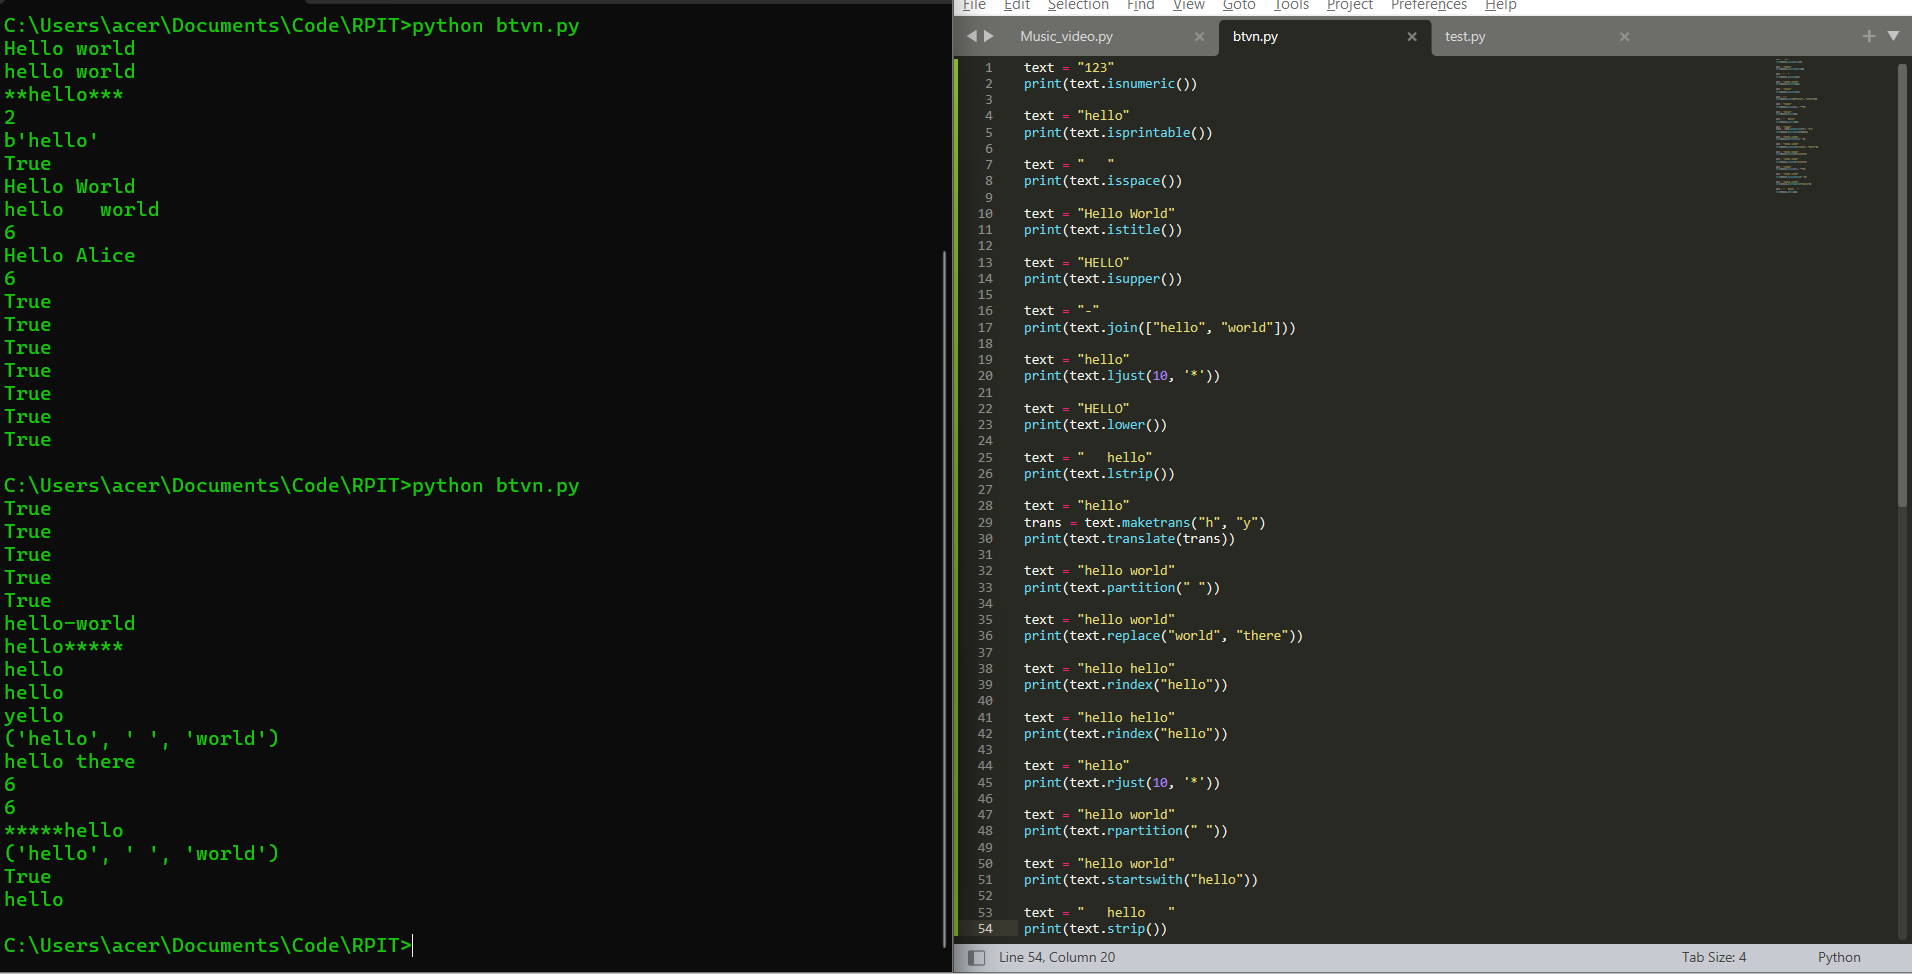 C:\Users\acer\Documents\Code\RPIT>python btvn.py
Hello world
hello world
**hello***
2
b'hello'
True
Hello World
hello   world
6
Hello Alice
6
True
True
True
True
True
True
True

C:\Users\acer\Documents\Code\RPIT>python btvn.py
True
True
True
True
True
hello-world
hello*****
hello
hello
yello
('hello', ' ', 'world')
hello there
6
6
*****hello
('hello', ' ', 'world')
True
hello

C:\Users\acer\Documents\Code\RPIT>
File Edit Selection Find View Goto Tools Project Preferences Help
Music_video.py × btvn.py × test.py ×
1 text = "123"
2 print(text.isnumeric())
3
4 text = "hello"
5 print(text.isprintable())
6
7 text = "   "
8 print(text.isspace())
9
10 text = "Hello World"
11 print(text.istitle())
12
13 text = "HELLO"
14 print(text.isupper())
15
16 text = "-"
17 print(text.join(["hello", "world"]))
18
19 text = "hello"
20 print(text.ljust(10, '*'))
21
22 text = "HELLO"
23 print(text.lower())
24
25 text = "   hello"
26 print(text.lstrip())
27
28 text = "hello"
29 trans = text.maketrans("h", "y")
30 print(text.translate(trans))
31
32 text = "hello world"
33 print(text.partition(" "))
34
35 text = "hello world"
36 print(text.replace("world", "there"))
37
38 text = "hello hello"
39 print(text.rindex("hello"))
40
41 text = "hello hello"
42 print(text.rindex("hello"))
43
44 text = "hello"
45 print(text.rjust(10, '*'))
46
47 text = "hello world"
48 print(text.rpartition(" "))
49
50 text = "hello world"
51 print(text.startswith("hello"))
52
53 text = "   hello   "
54 print(text.strip())
Line 54, Column 20 Tab Size: 4 Python